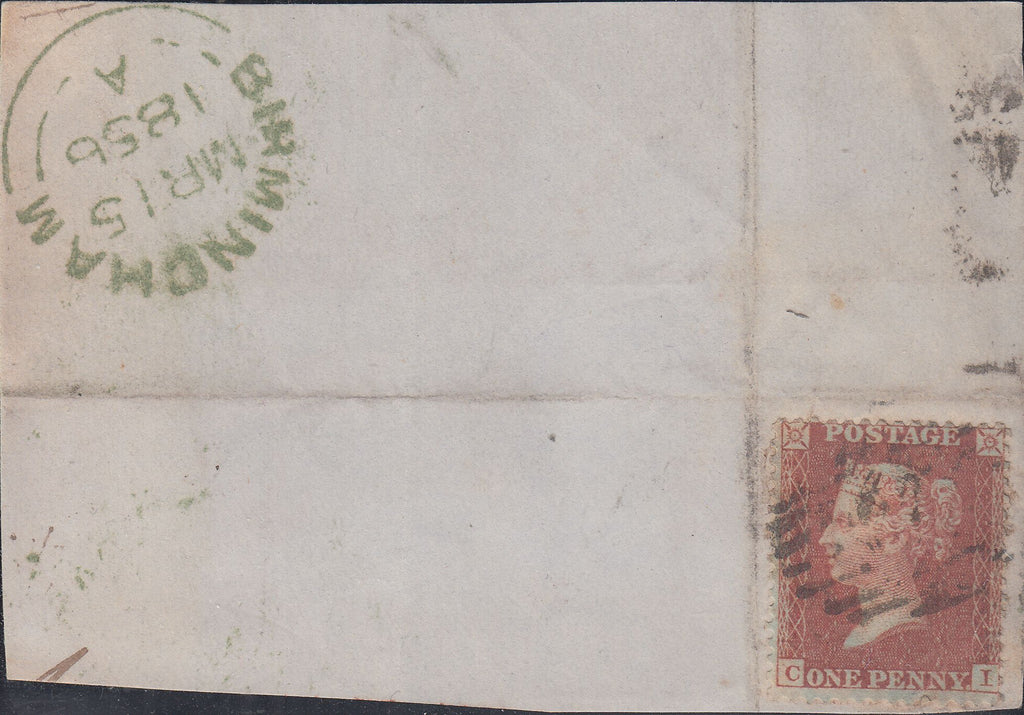 BIRMINGHAM
MR 15
1856
A
POSTAGE
C ONE PENNY. I